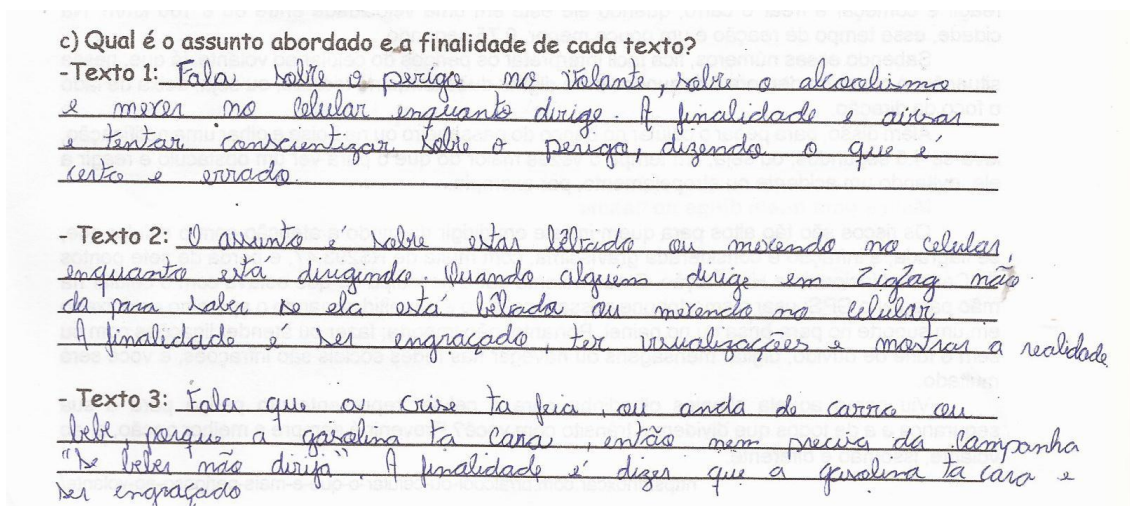 c) Qual é o assunto abordado e a finalidade de cada texto?
-Texto 1: Fala sobre o perigo no volante, sobre o alcoolismo
e mexer no celular enquanto dirige. A finalidade e avisar
e tentar conscientizar sobre o perigo, dizendo o que é
certo e errado.
- Texto 2: O assunto é sobre estar bêbado ou mexendo no celular
enquanto está dirigindo. Quando alguem dirige em ZigZag não
da para saber se ela está bêbada ou mexendo no celular.
A finalidade e ser engraçado, ter visualizações e mostrar a realidade
- Texto 3: Fala que a crise ta feia, ou anda de carro ou
bebe porque a gasolina ta cara, então nem precisa da campanha
"Se beber não dirija" A finalidade é dizer que a gasolina ta cara e
ser engraçado